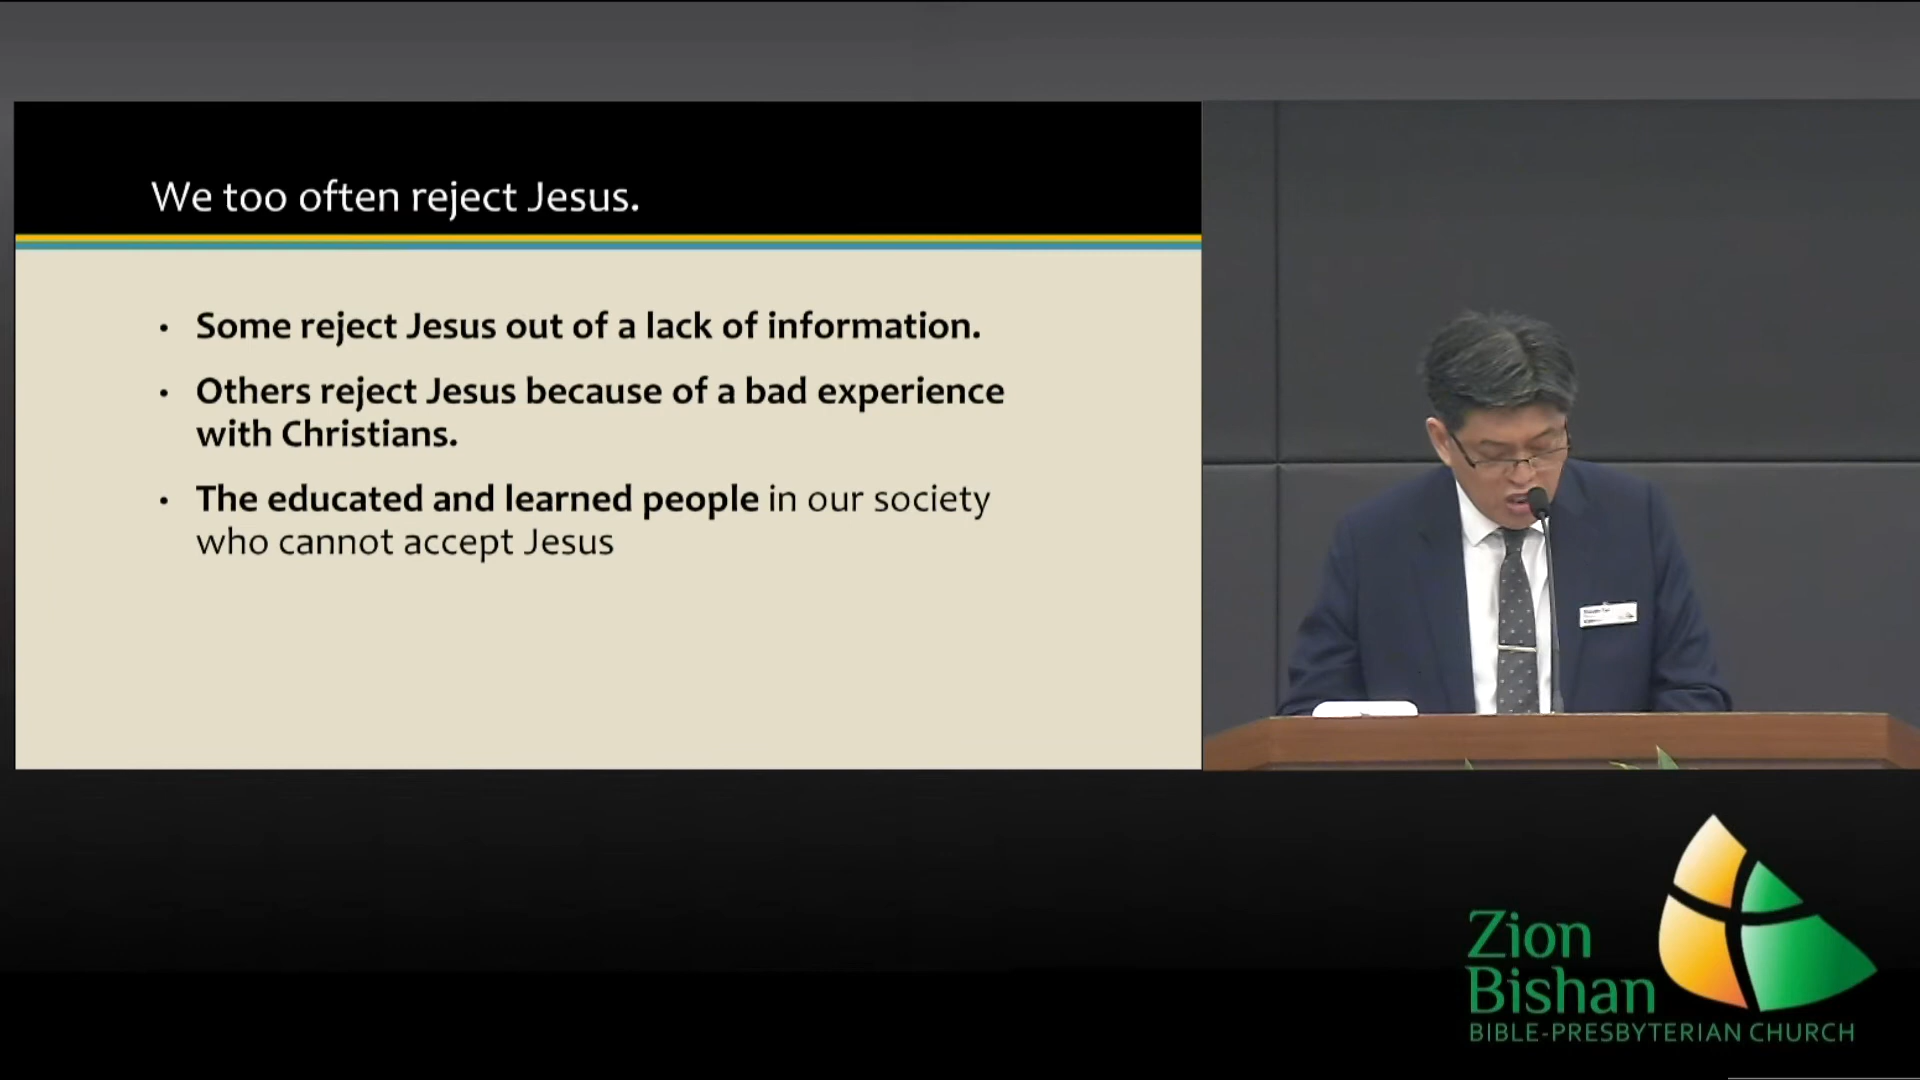 We too often reject Jesus.
• Some reject Jesus out of a lack of information.
• Others reject Jesus because of a bad experience
with Christians.
• The educated and learned people in our society
who cannot accept Jesus
Zion
Bishan
BIBLE-PRESBYTERIAN CHURCH